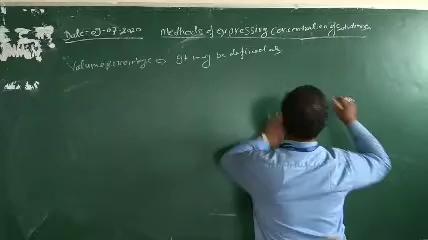 Date:-09-07-2020 Methods of expressing concentration of solutions
Volume percentage ⇒ It may be defined as